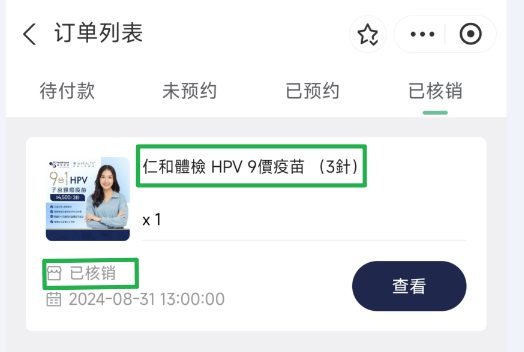 订单列表
待付款
未预约
已预约
已核销
仁和體檢 HPV 9價疫苗 （3針）
9合1 HPV
子宮頸癌疫苗
x 1
已核销
2024-08-31 13:00:00
查看